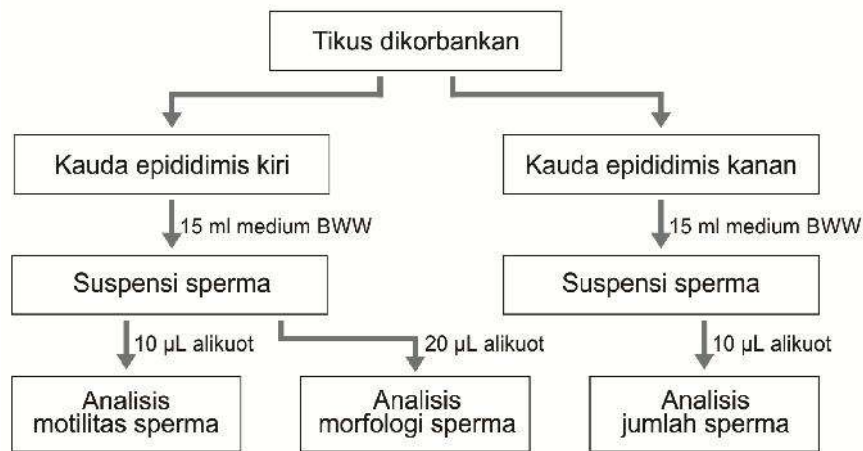 Tikus dikorbankan
Kauda epididimis kiri
Kauda epididimis kanan
15 ml medium BWW
15 ml medium BWW
Suspensi sperma
Suspensi sperma
10 µL alikuot
20 µL alikuot
10 µL alikuot
Analisis
motilitas sperma
Analisis
morfologi sperma
Analisis
jumlah sperma